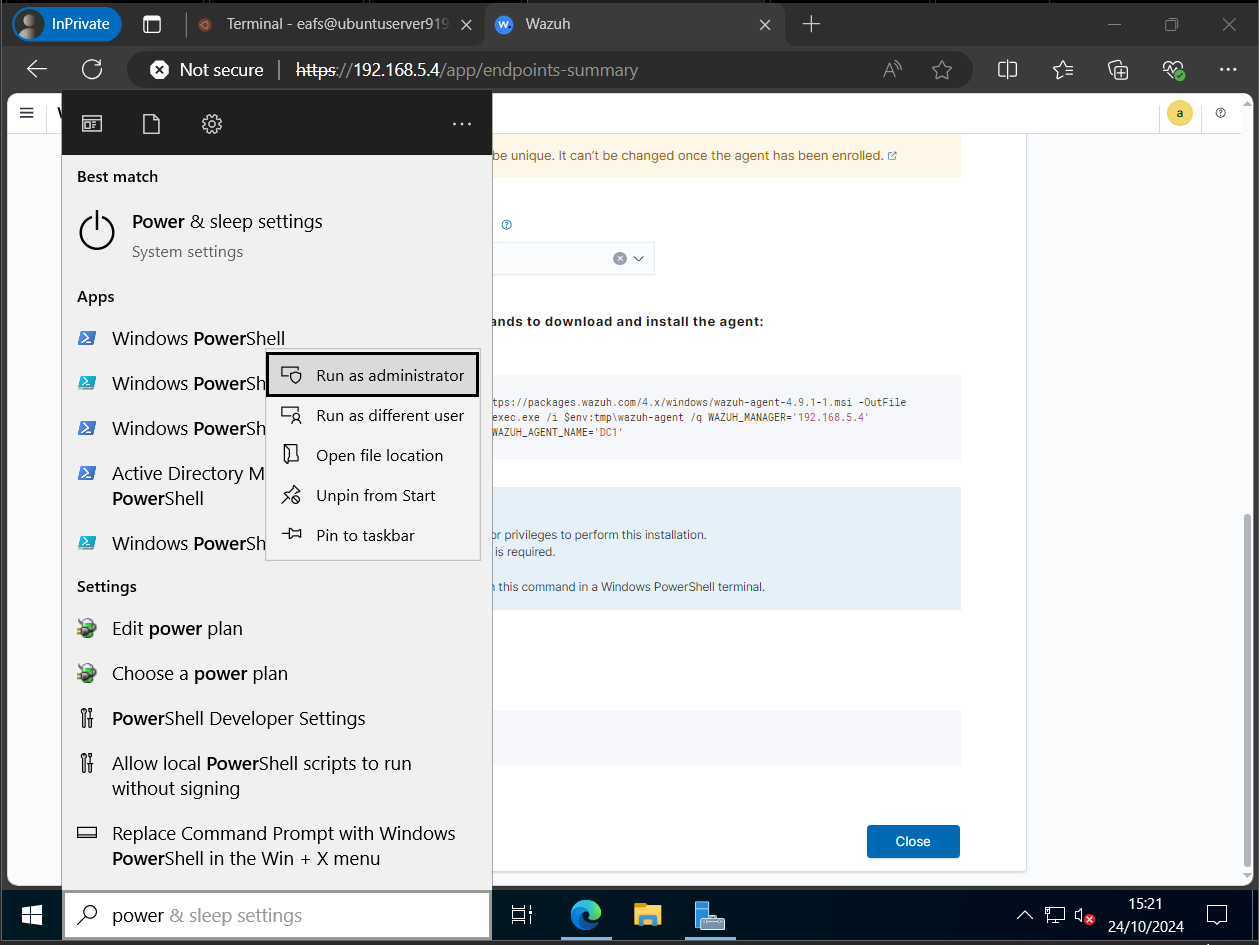 InPrivate
Terminal - eafs@ubuntuserver919
Wazuh
Not secure
https://192.168.5.4/app/endpoints-summary
a
be unique. It can't be changed once the agent has been enrolled.
ands to download and install the agent:
tps://packages.wazuh.com/4.x/windows/wazuh-agent-4.9.1-1.msi -OutFile
exec.exe /i $env:tmp\wazuh-agent /q WAZUH_MANAGER='192.168.5.4'
WAZUH_AGENT_NAME='DC1'
or privileges to perform this installation.
is required.
this command in a Windows PowerShell terminal.
Close
Best match
Power & sleep settings
System settings
Apps
Windows PowerShell
Windows PowerSh
Windows PowerSh
Active Directory M
PowerShell
Windows PowerSh
Run as administrator
Run as different user
Open file location
Unpin from Start
Pin to taskbar
Settings
Edit power plan
Choose a power plan
PowerShell Developer Settings
Allow local PowerShell scripts to run
without signing
Replace Command Prompt with Windows
PowerShell in the Win + X menu
power & sleep settings
15:21
24/10/2024